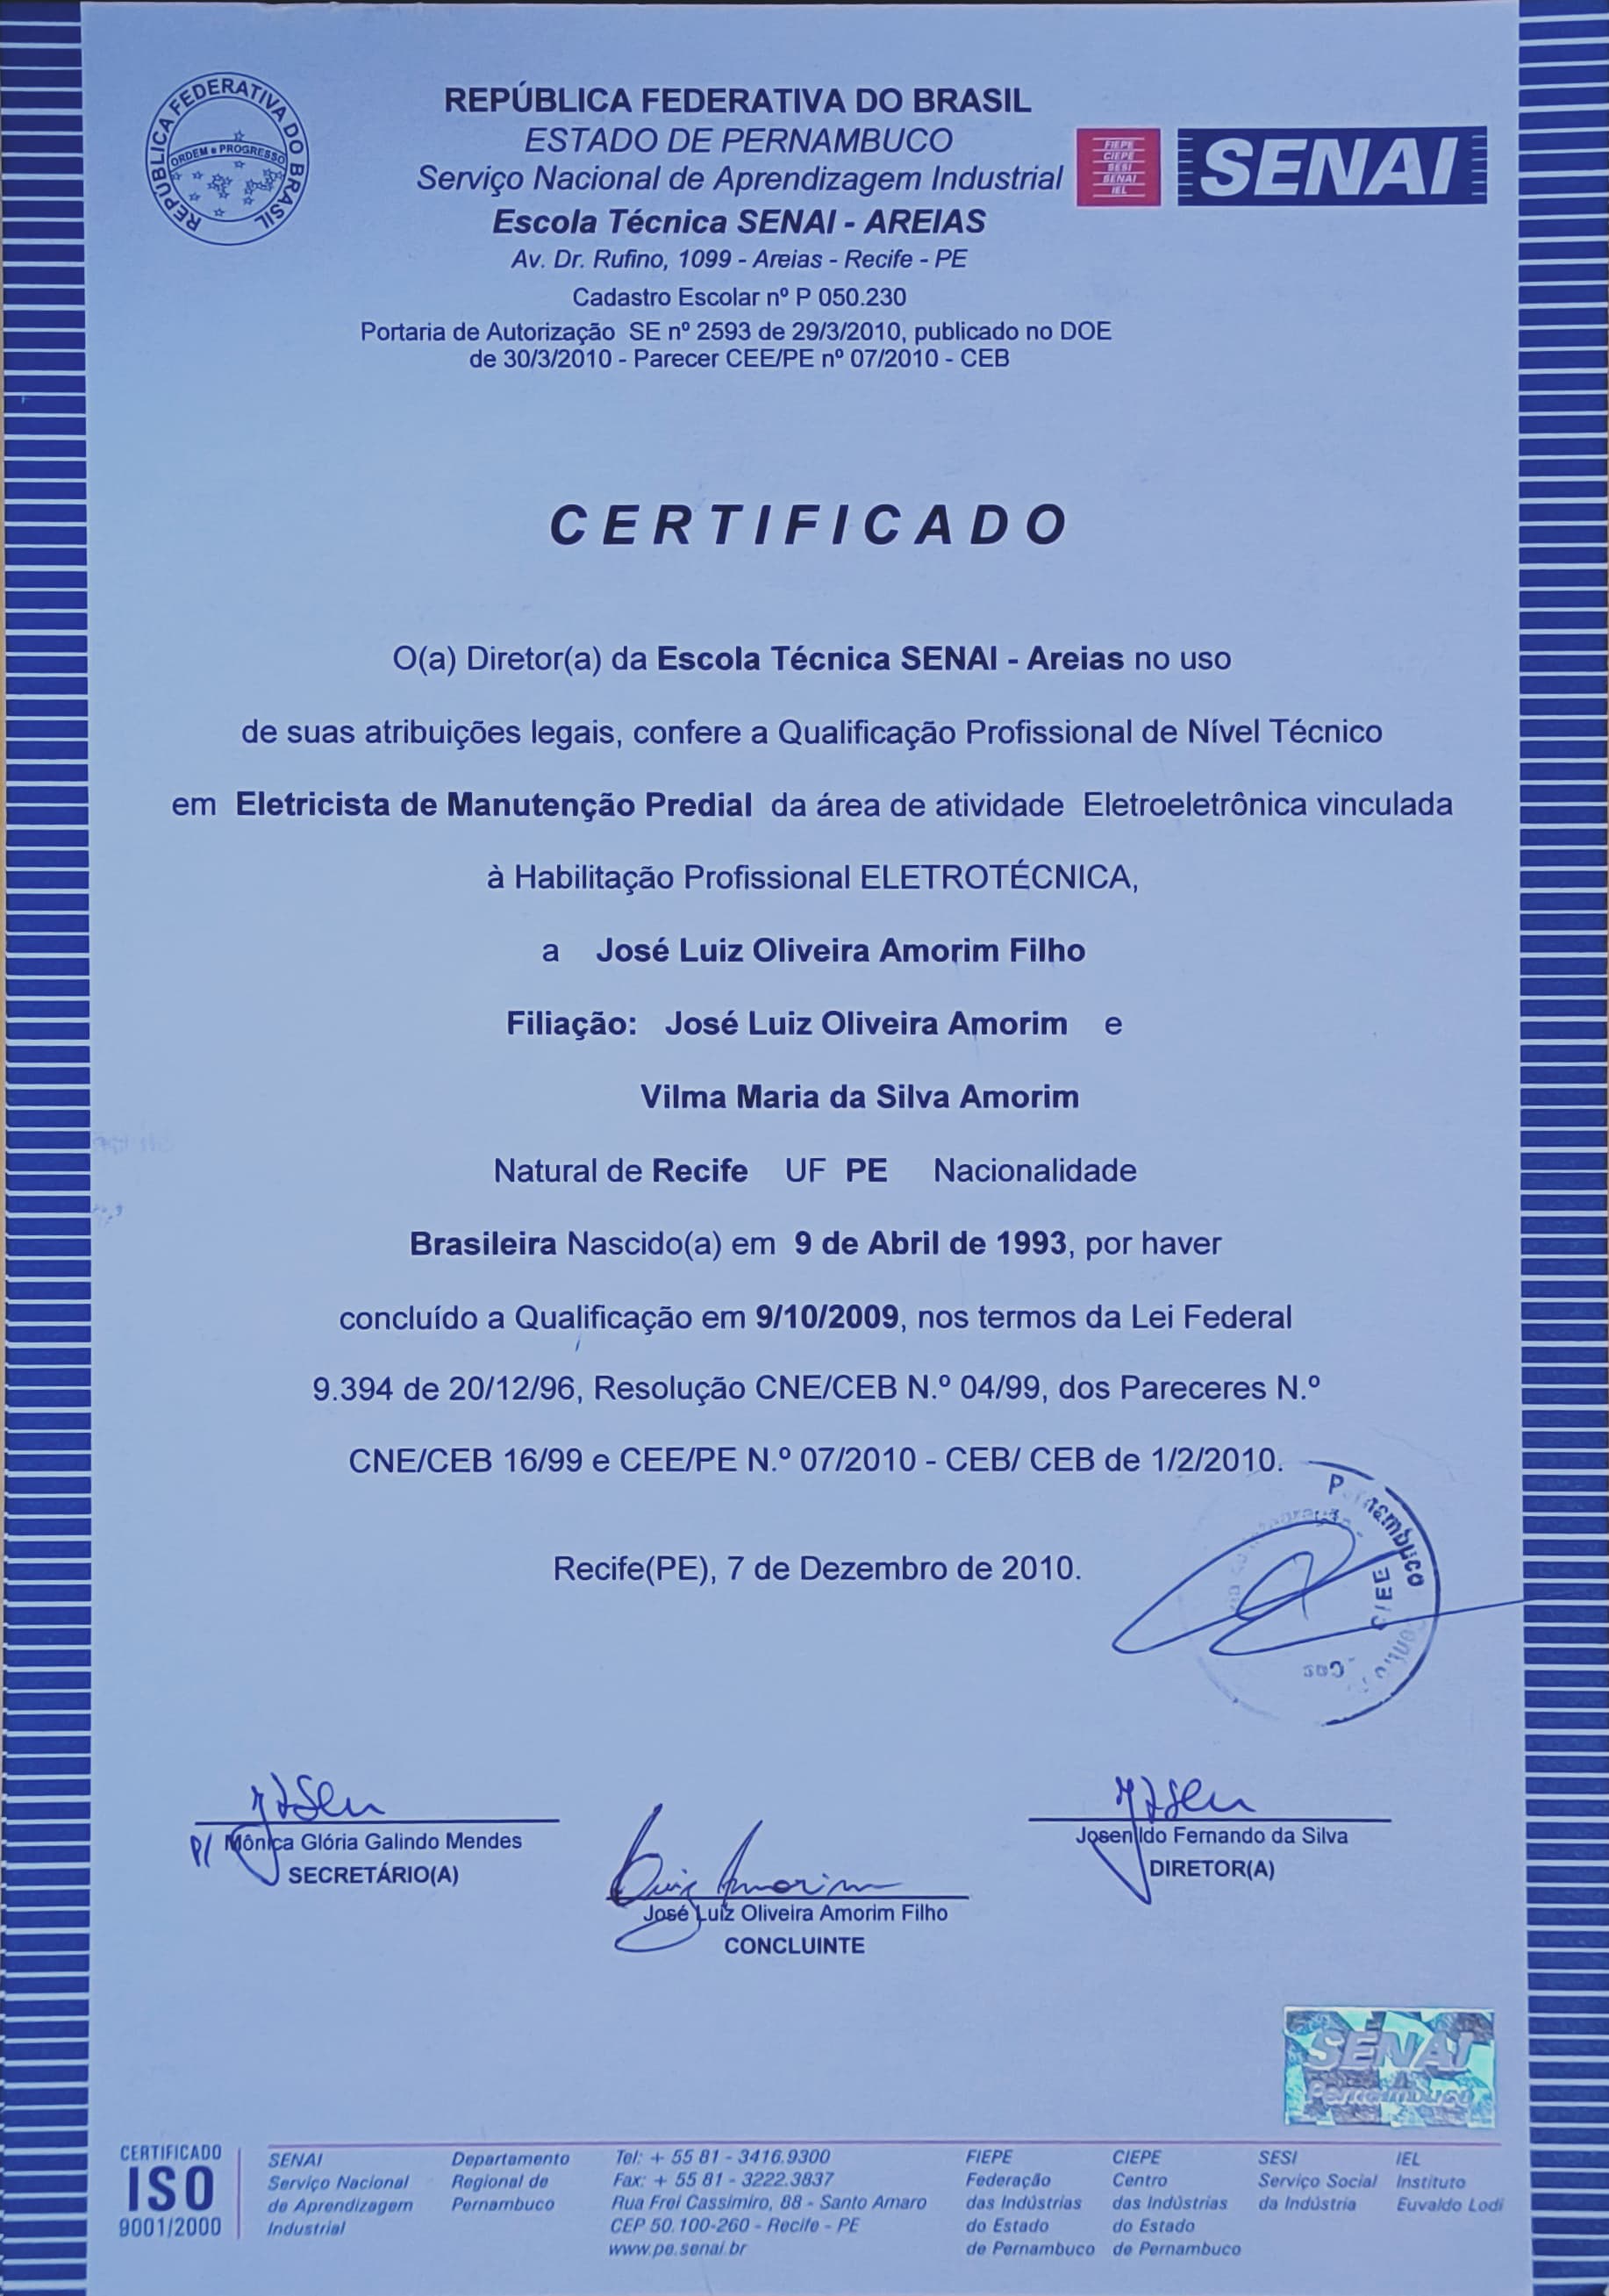 REPÚBLICA FEDERATIVA DO BRASIL
ORDEM E PROGRESSO
REPÚBLICA FEDERATIVA DO BRASIL
ESTADO DE PERNAMBUCO
Serviço Nacional de Aprendizagem Industrial
Escola Técnica SENAI - AREIAS
Av. Dr. Rufino, 1099 - Areias - Recife - PE
Cadastro Escolar nº P 050.230
Portaria de Autorização SE nº 2593 de 29/3/2010, publicado no DOE
de 30/3/2010 - Parecer CEE/PE nº 07/2010 - CEB
FIEPE
CIEPE
SESI
SENAI
IEL
SENAI
CERTIFICADO
O(a) Diretor(a) da Escola Técnica SENAI - Areias no uso
de suas atribuições legais, confere a Qualificação Profissional de Nível Técnico
em Eletricista de Manutenção Predial da área de atividade Eletroeletrônica vinculada
à Habilitação Profissional ELETROTÉCNICA,
a José Luiz Oliveira Amorim Filho
Filiação: José Luiz Oliveira Amorim e
Vilma Maria da Silva Amorim
Natural de Recife UF PE Nacionalidade
Brasileira Nascido(a) em 9 de Abril de 1993, por haver
concluído a Qualificação em 9/10/2009, nos termos da Lei Federal
9.394 de 20/12/96, Resolução CNE/CEB N.º 04/99, dos Pareceres N.º
CNE/CEB 16/99 e CEE/PE N.º 07/2010 - CEB/ CEB de 1/2/2010.
Recife(PE), 7 de Dezembro de 2010.
Pernambuco
CIEE
P/ Mônica Glória Galindo Mendes
SECRETÁRIO(A)
Luiz Amorim
José Luiz Oliveira Amorim Filho
CONCLUINTE
Josenildo Fernando da Silva
DIRETOR(A)
SENAI
Pernambuco
CERTIFICADO
ISO
9001/2000
SENAI
Serviço Nacional
de Aprendizagem
Industrial
Departamento
Regional de
Pernambuco
Tel: + 55 81 - 3416.9300
Fax: + 55 81 - 3222.3837
Rua Frei Cassimiro, 88 - Santo Amaro
CEP 50.100-260 - Recife - PE
www.pe.senai.br
FIEPE
Federação
das Indústrias
do Estado
de Pernambuco
CIEPE
Centro
das Indústrias
do Estado
de Pernambuco
SESI
Serviço Social
da Indústria
IEL
Instituto
Euvaldo Lodi